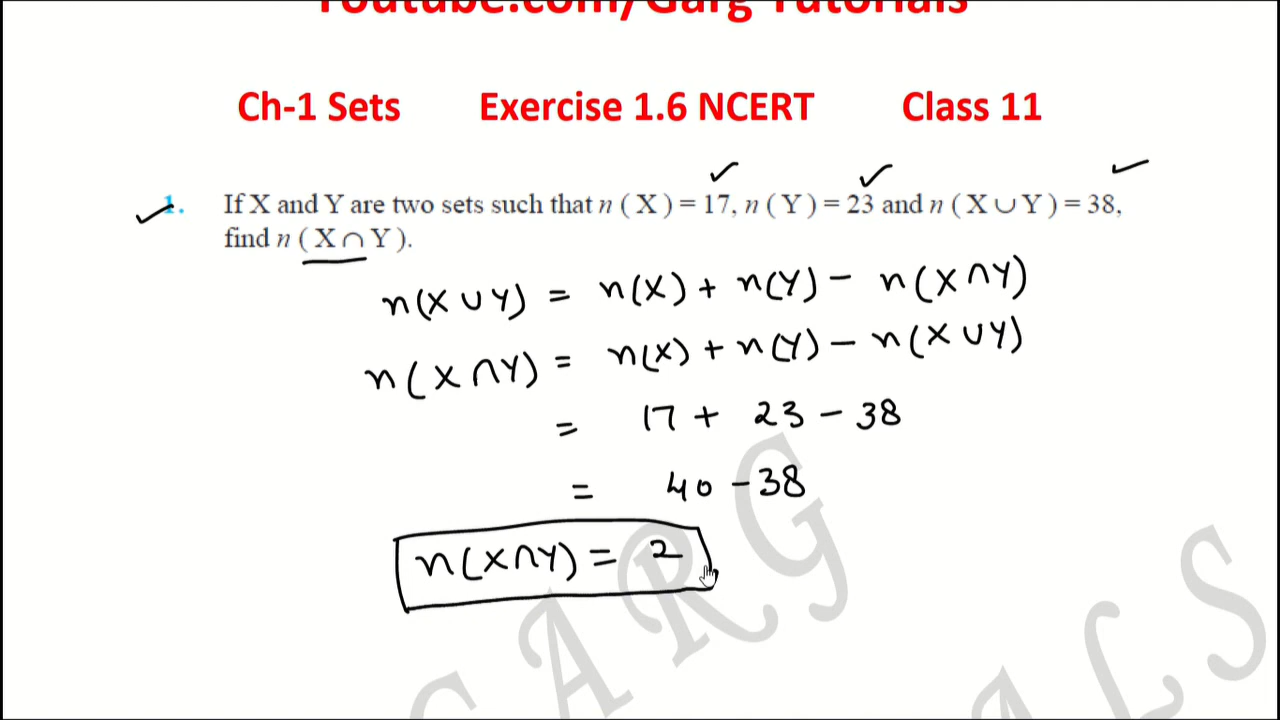 Youtube.com/Garg Tutorials
Ch-1 Sets Exercise 1.6 NCERT Class 11
1. If X and Y are two sets such that n ( X ) = 17, n ( Y ) = 23 and n ( X ∪ Y ) = 38,
find n ( X ∩ Y ).
n(X ∪ Y) = n(X) + n(Y) − n(X ∩ Y)
n(X ∩ Y) = n(X) + n(Y) − n(X ∪ Y)
= 17 + 23 − 38
= 40 − 38
n(X ∩ Y) = 2
GARG
ALS